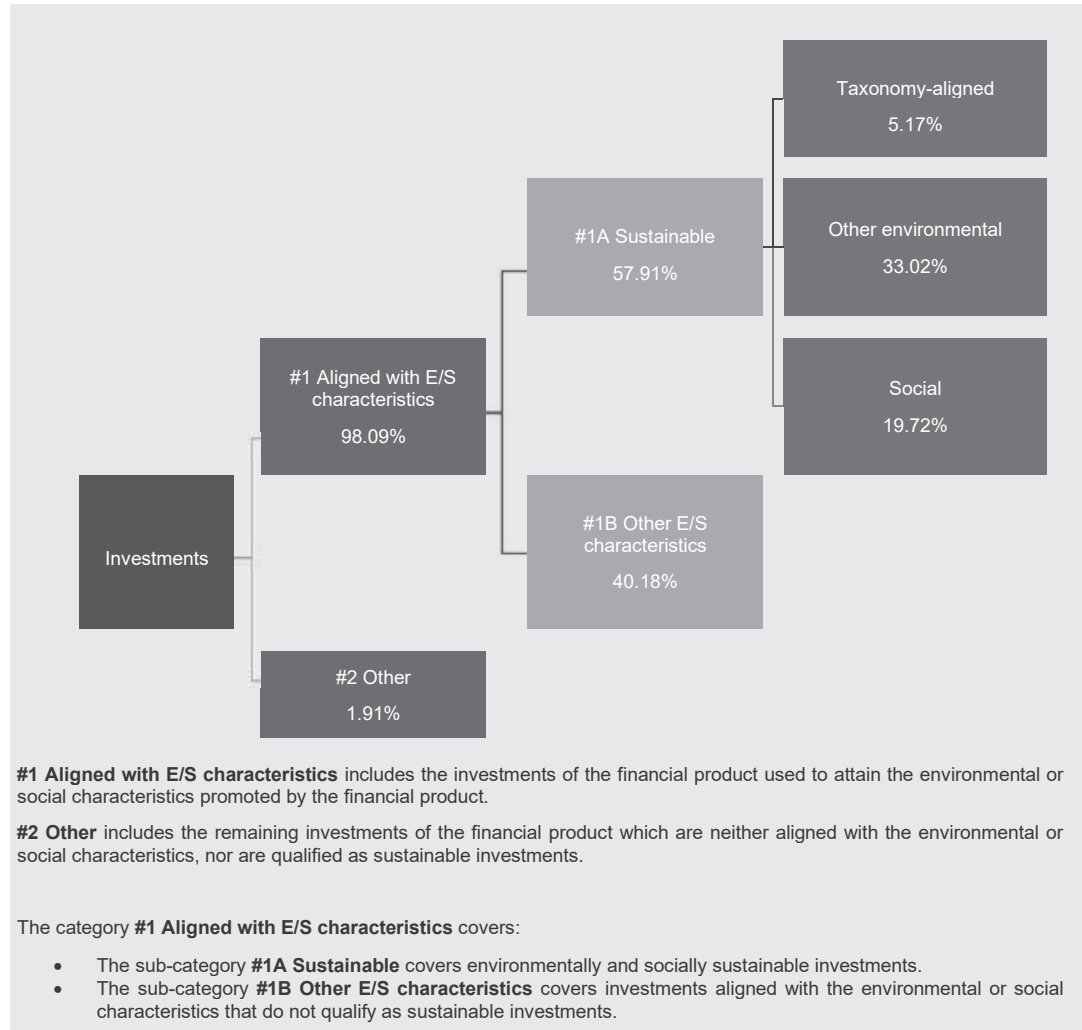 Taxonomy-aligned
5.17%
#1A Sustainable
57.91%
Other environmental
33.02%
#1 Aligned with E/S
characteristics
98.09%
Social
19.72%
Investments
#1B Other E/S
characteristics
40.18%
#2 Other
1.91%
#1 Aligned with E/S characteristics includes the investments of the financial product used to attain the environmental or
social characteristics promoted by the financial product.
#2 Other includes the remaining investments of the financial product which are neither aligned with the environmental or
social characteristics, nor are qualified as sustainable investments.
The category #1 Aligned with E/S characteristics covers:
• The sub-category #1A Sustainable covers environmentally and socially sustainable investments.
• The sub-category #1B Other E/S characteristics covers investments aligned with the environmental or social
characteristics that do not qualify as sustainable investments.